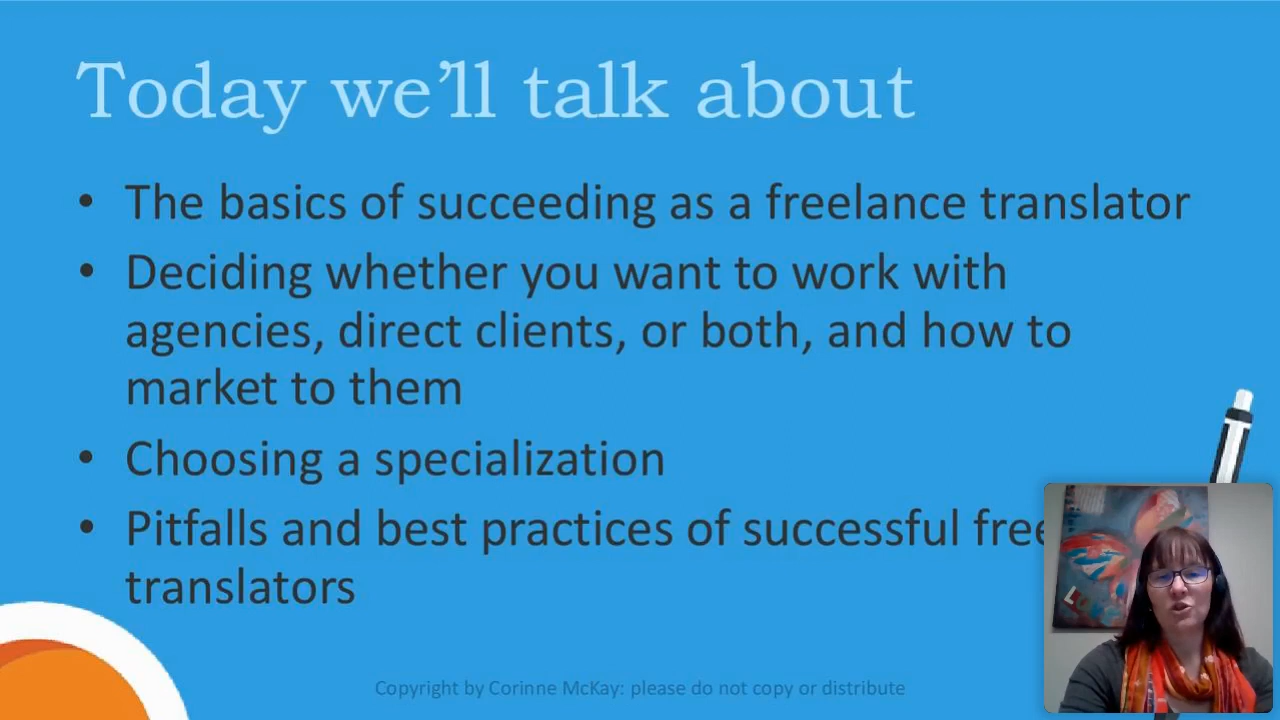 Today we’ll talk about
• The basics of succeeding as a freelance translator
• Deciding whether you want to work with
agencies, direct clients, or both, and how to
market to them
• Choosing a specialization
• Pitfalls and best practices of successful free
translators
Copyright by Corinne McKay: please do not copy or distribute